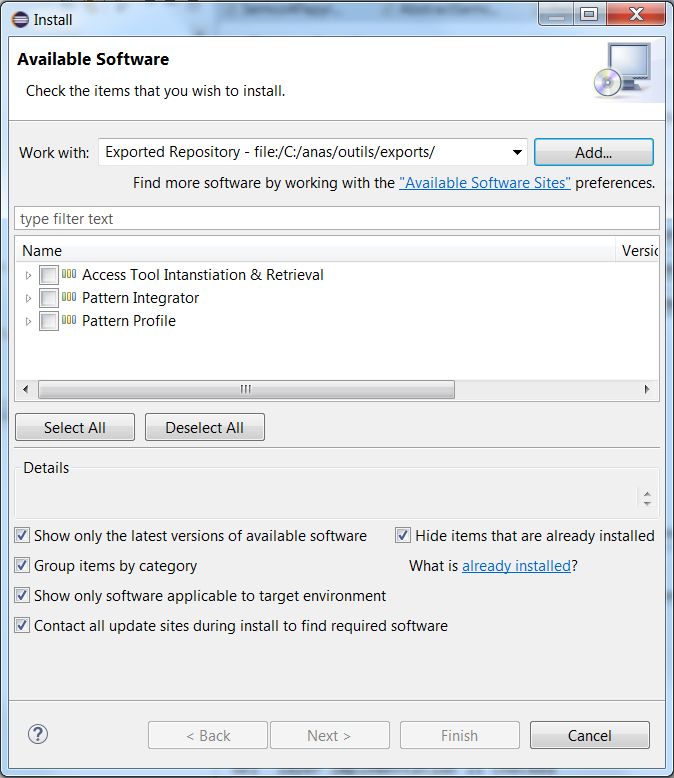 Install
Available Software
Check the items that you wish to install.
Work with: Exported Repository - file:/C:/anas/outils/exports/ Add...
Find more software by working with the "Available Software Sites" preferences.
type filter text
Name Versic
Access Tool Intanstiation & Retrieval
Pattern Integrator
Pattern Profile
Select All Deselect All
Details
Show only the latest versions of available software Hide items that are already installed
Group items by category What is already installed?
Show only software applicable to target environment
Contact all update sites during install to find required software
? < Back Next > Finish Cancel